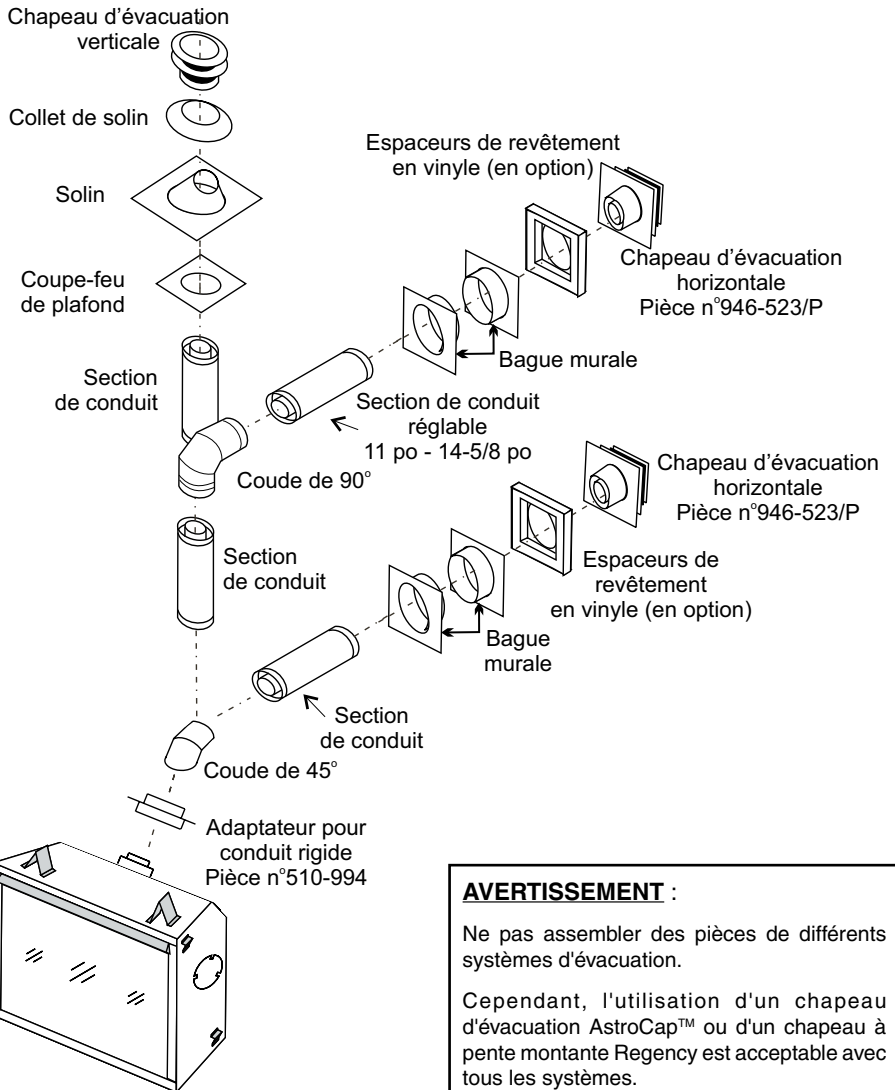 Chapeau d'évacuation
verticale
Collet de solin
Solin
Coupe-feu
de plafond
Section
de conduit
Espaceurs de revêtement
en vinyle (en option)
Chapeau d'évacuation
horizontale
Pièce n°946-523/P
Bague murale
Section de conduit
réglable
11 po - 14-5/8 po
Coude de 90°
Chapeau d'évacuation
horizontale
Pièce n°946-523/P
Section
de conduit
Espaceurs de
revêtement
en vinyle (en option)
Bague
murale
Section
de conduit
Coude de 45°
Adaptateur pour
conduit rigide
Pièce n°510-994
AVERTISSEMENT :
Ne pas assembler des pièces de différents
systèmes d'évacuation.
Cependant, l'utilisation d'un chapeau
d'évacuation AstroCap™ ou d'un chapeau à
pente montante Regency est acceptable avec
tous les systèmes.